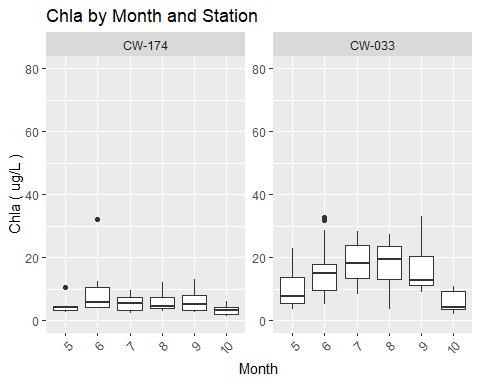 Chla by Month and Station
CW-174 CW-033
80 80
60 60
40 40
20 20
0 0
Chla ( ug/L )
5 6 7 8 9 10 5 6 7 8 9 10
Month